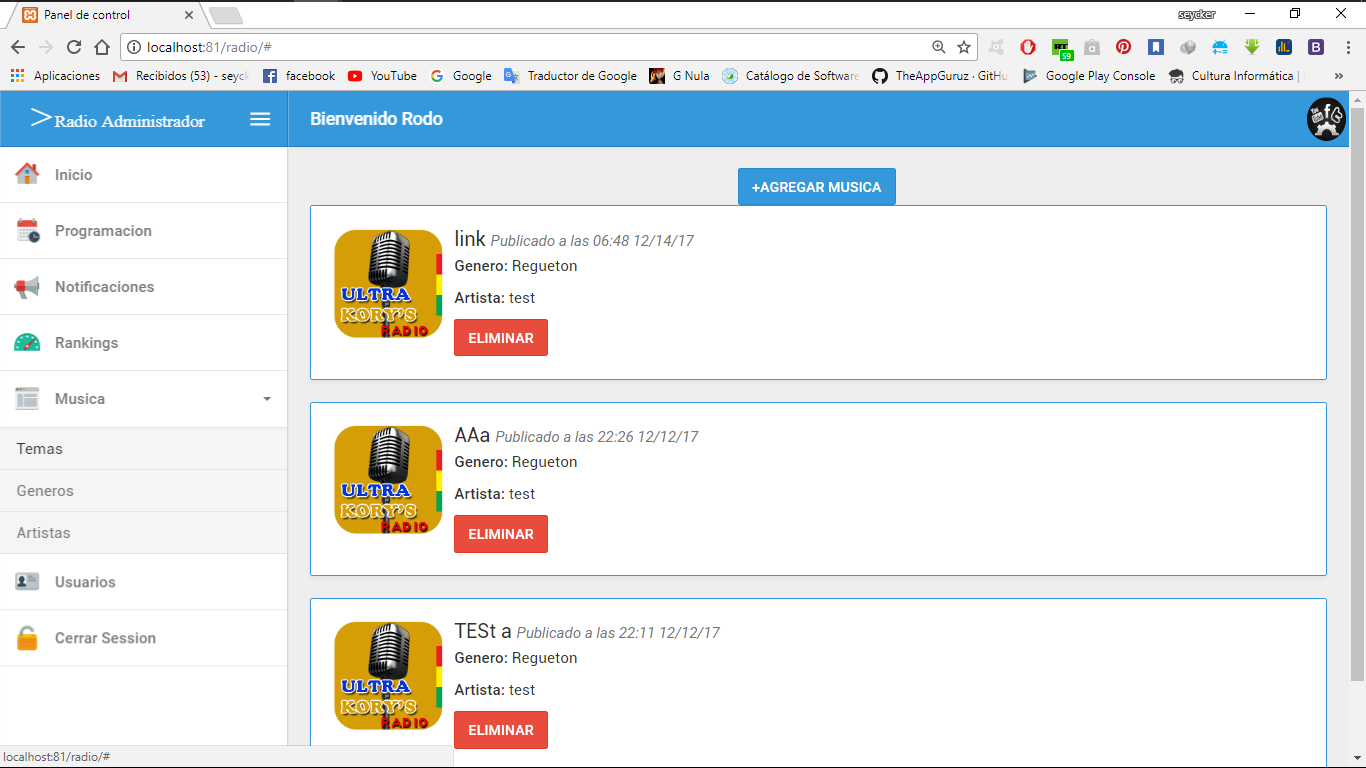 Panel de control
seycker
localhost:81/radio/#
Aplicaciones
Recibidos (53) - seyck
facebook
YouTube
Google
Traductor de Google
G Nula
Catálogo de Software
TheAppGuruz · GitHu
Google Play Console
Cultura Informática |
59
>Radio Administrador
Bienvenido Rodo
Inicio
Programacion
Notificaciones
Rankings
Musica
Temas
Generos
Artistas
Usuarios
Cerrar Session
+AGREGAR MUSICA
ULTRA
KORY'S
RADIO
link Publicado a las 06:48 12/14/17
Genero: Regueton
Artista: test
ELIMINAR
ULTRA
KORY'S
RADIO
AAa Publicado a las 22:26 12/12/17
Genero: Regueton
Artista: test
ELIMINAR
ULTRA
KORY'S
RADIO
TESt a Publicado a las 22:11 12/12/17
Genero: Regueton
Artista: test
ELIMINAR
localhost:81/radio/#